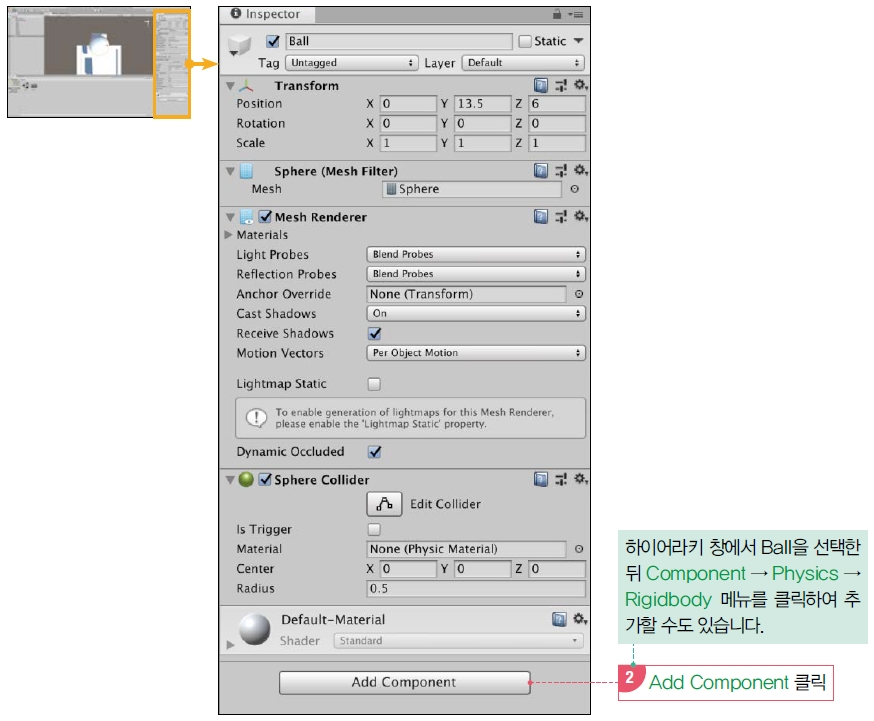 Inspector
Ball Static
Tag Untagged Layer Default
Transform
Position X 0 Y 13.5 Z 6
Rotation X 0 Y 0 Z 0
Scale X 1 Y 1 Z 1
Sphere (Mesh Filter)
Mesh Sphere
Mesh Renderer
Materials
Light Probes Blend Probes
Reflection Probes Blend Probes
Anchor Override None (Transform)
Cast Shadows On
Receive Shadows
Motion Vectors Per Object Motion
Lightmap Static
To enable generation of lightmaps for this Mesh Renderer,
please enable the 'Lightmap Static' property.
Dynamic Occluded
Sphere Collider
Edit Collider
Is Trigger
Material None (Physic Material)
Center X 0 Y 0 Z 0
Radius 0.5
Default-Material
Shader Standard
Add Component
하이어라키 창에서 Ball을 선택한
뒤 Component → Physics →
Rigidbody 메뉴를 클릭하여 추
가할 수도 있습니다.
2 Add Component 클릭